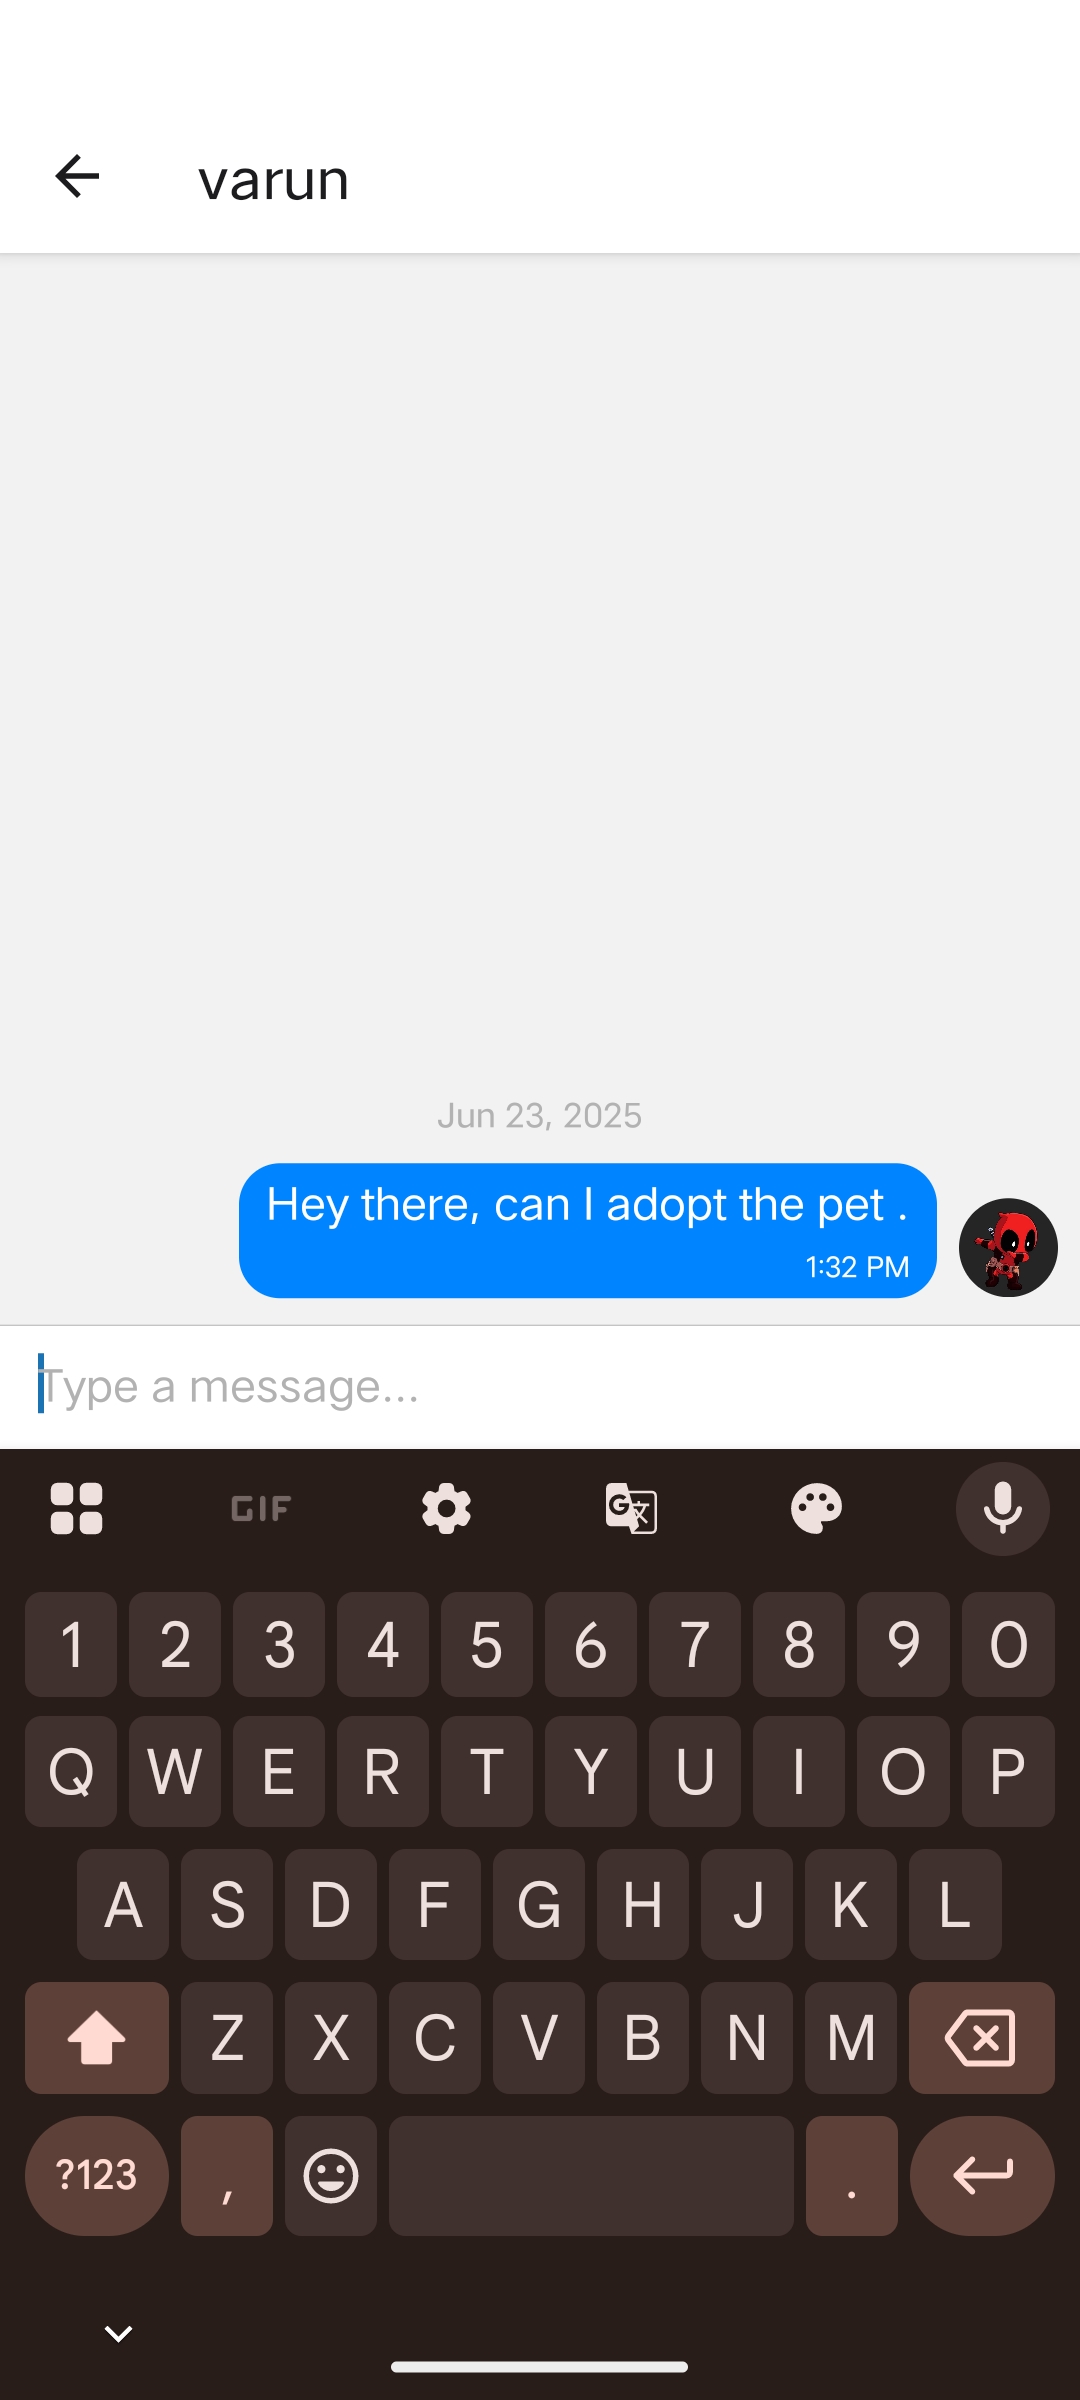 varun
Jun 23, 2025
Hey there, can I adopt the pet .
1:32 PM
Type a message...
GIF
1 2 3 4 5 6 7 8 9 0
Q W E R T Y U I O P
A S D F G H J K L
Z X C V B N M
?123 , .